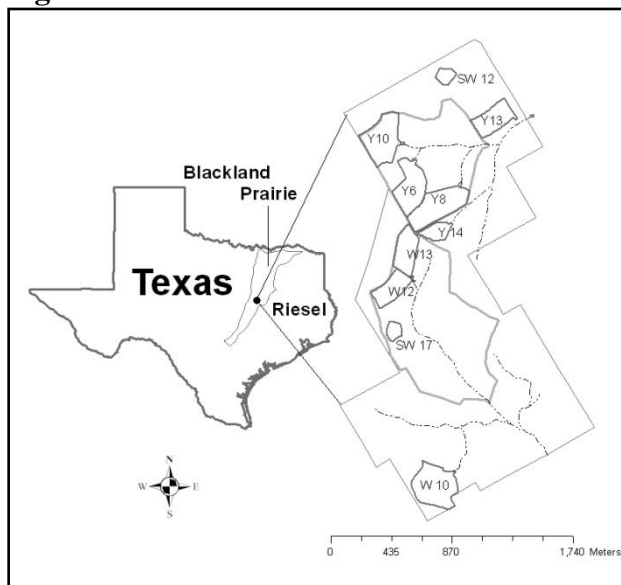 SW 12
Y13
Y10
Blackland
Prairie
Y6
Y8
Y 14
W13
Texas
W12
Riesel
SW 17
N
W E
S
W 10
0 435 870 1,740 Meters